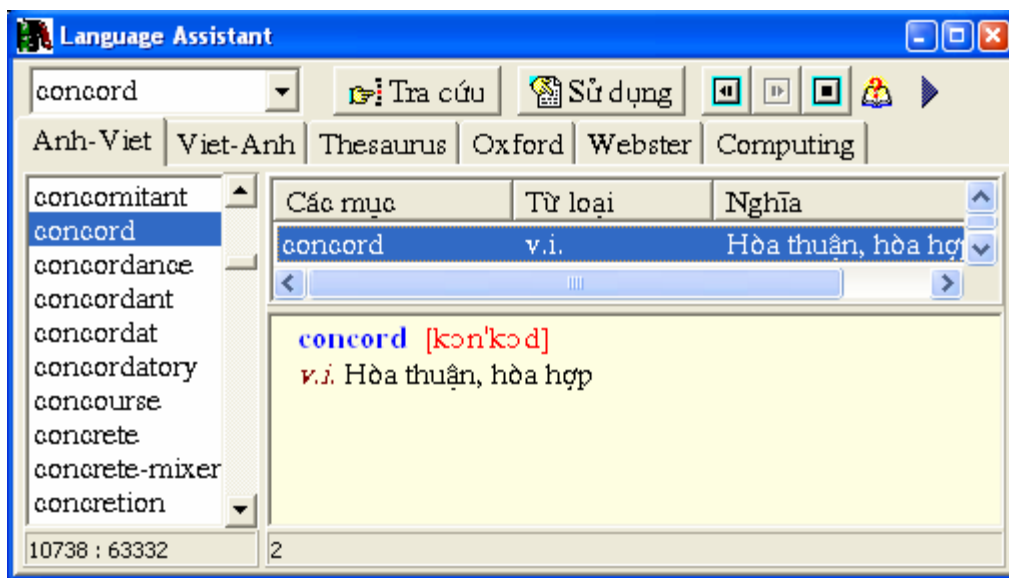 Language Assistant
concord Tra cứu Sử dụng
Anh-Viet Viet-Anh Thesaurus Oxford Webster Computing
concomitant
concord
concordance
concordant
concordat
concordatory
concourse
concrete
concrete-mixer
concretion
Các mục Từ loại Nghĩa
concord v.i. Hòa thuận, hòa hợp
concord [kɔn'kɔd]
v.i. Hòa thuận, hòa hợp
10738 : 63332 2